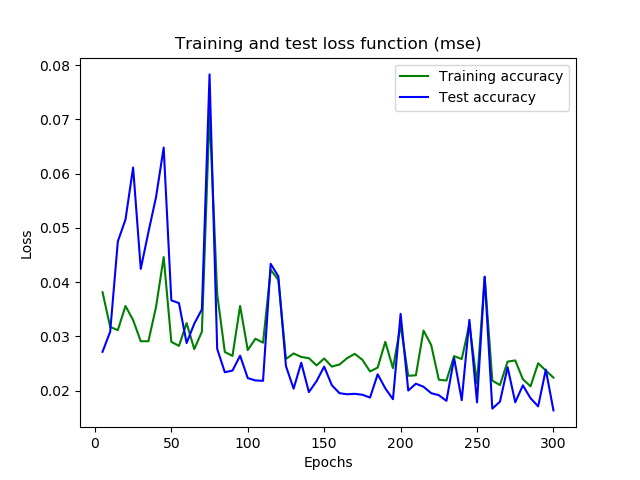 Training and test loss function (mse)
0.08
0.07
0.06
0.05
0.04
0.03
0.02
Loss
Training accuracy
Test accuracy
0 50 100 150 200 250 300
Epochs